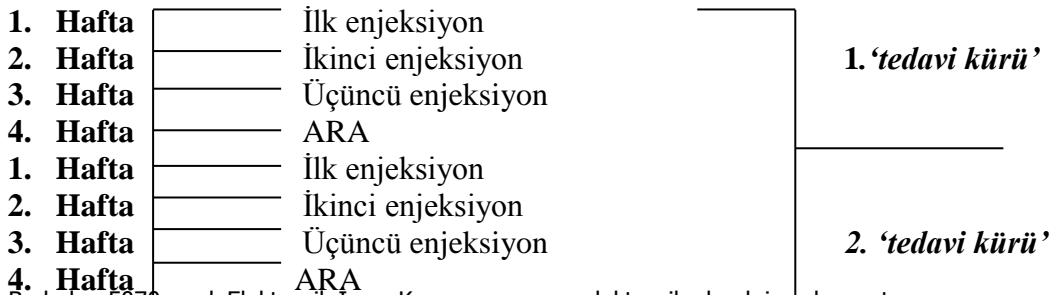 1. Hafta İlk enjeksiyon
2. Hafta İkinci enjeksiyon 1.‘tedavi kürü’
3. Hafta Üçüncü enjeksiyon
4. Hafta ARA
1. Hafta İlk enjeksiyon
2. Hafta İkinci enjeksiyon
3. Hafta Üçüncü enjeksiyon 2. ‘tedavi kürü’
4. Hafta ARA